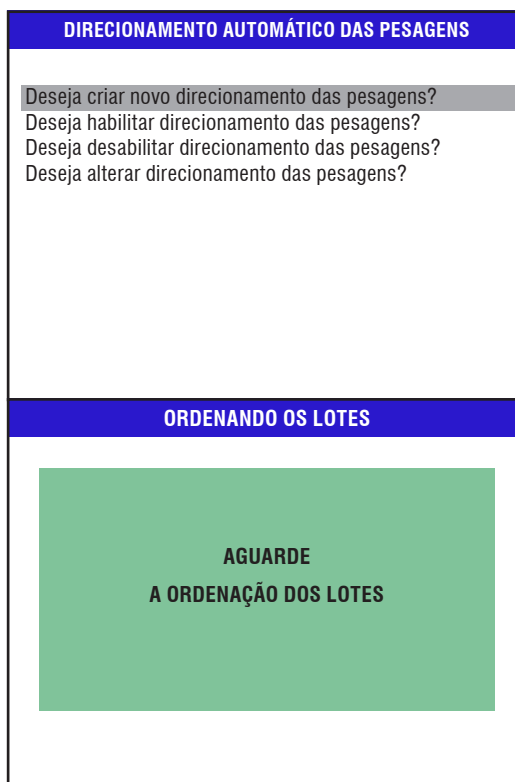 DIRECIONAMENTO AUTOMÁTICO DAS PESAGENS
Deseja criar novo direcionamento das pesagens?
Deseja habilitar direcionamento das pesagens?
Deseja desabilitar direcionamento das pesagens?
Deseja alterar direcionamento das pesagens?
ORDENANDO OS LOTES
AGUARDE
A ORDENAÇÃO DOS LOTES